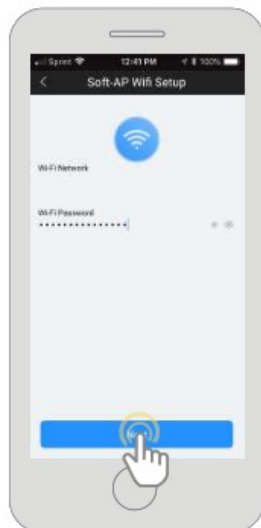 Sprint 12:41 PM 100%
< Soft-AP Wifi Setup
Wi-Fi Network
Wi-Fi Password
•••••••••••••••